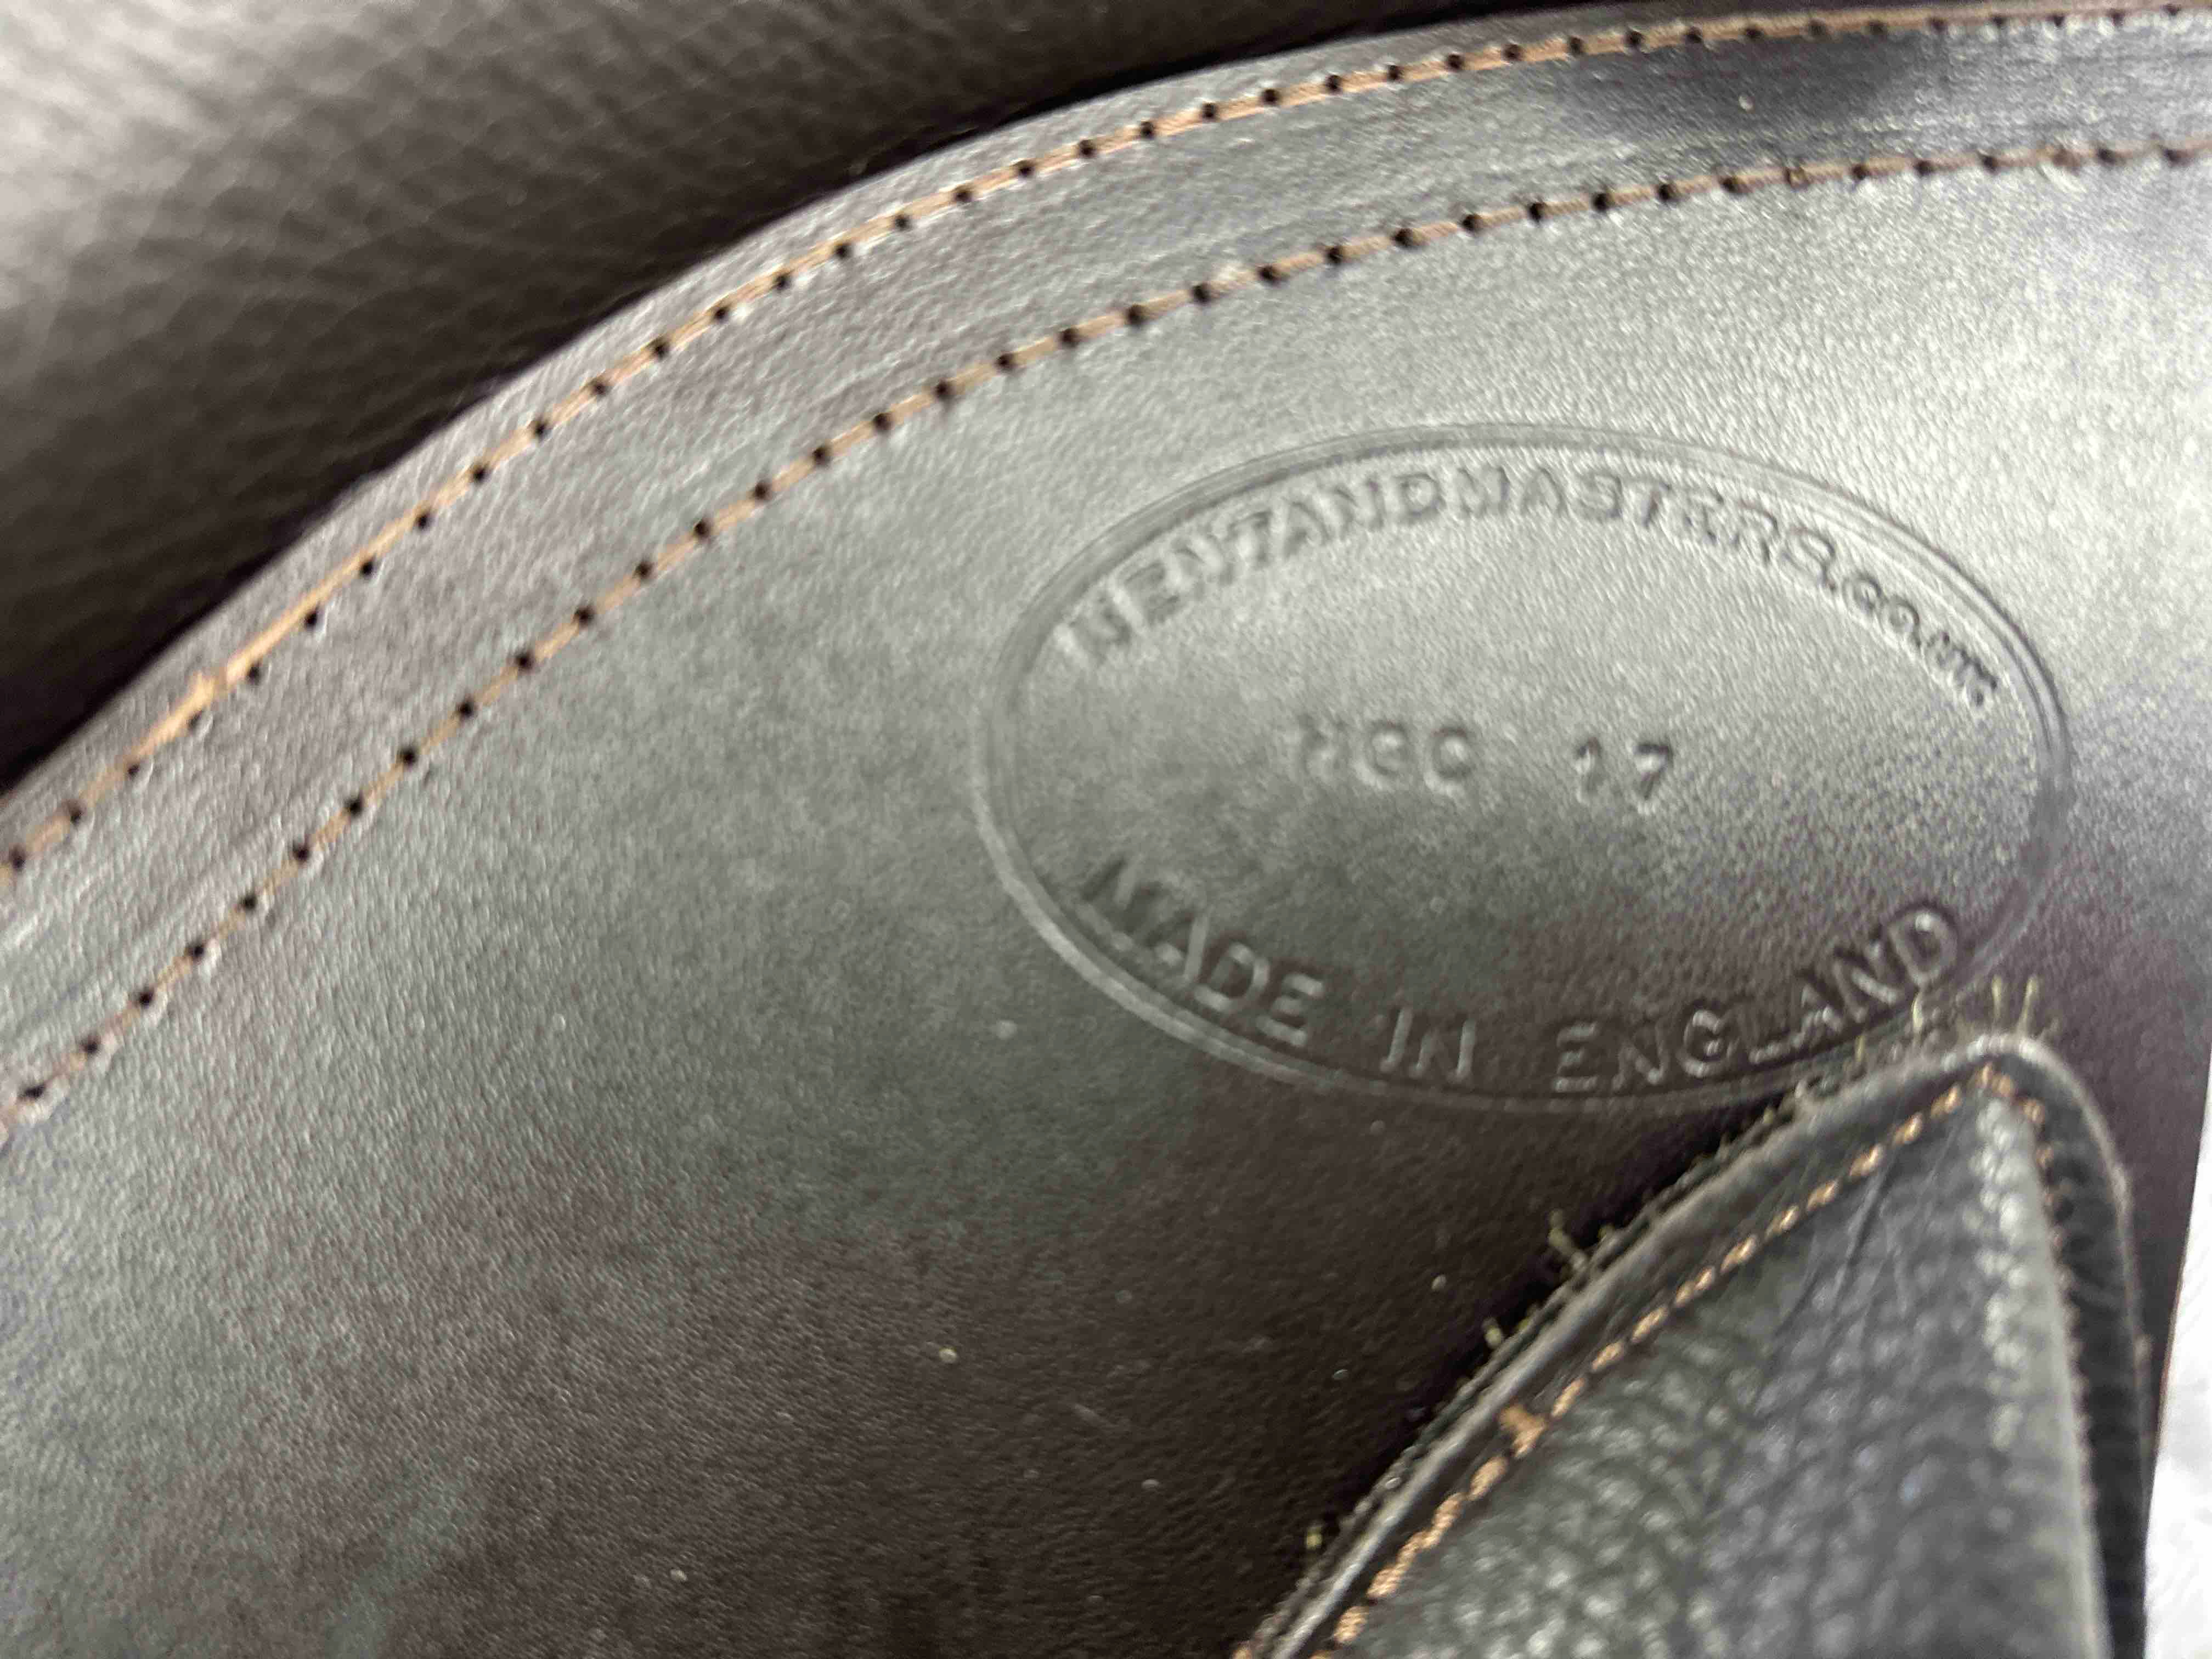 KENTANDMASTERS.CO.UK
17
MADE IN ENGLAND